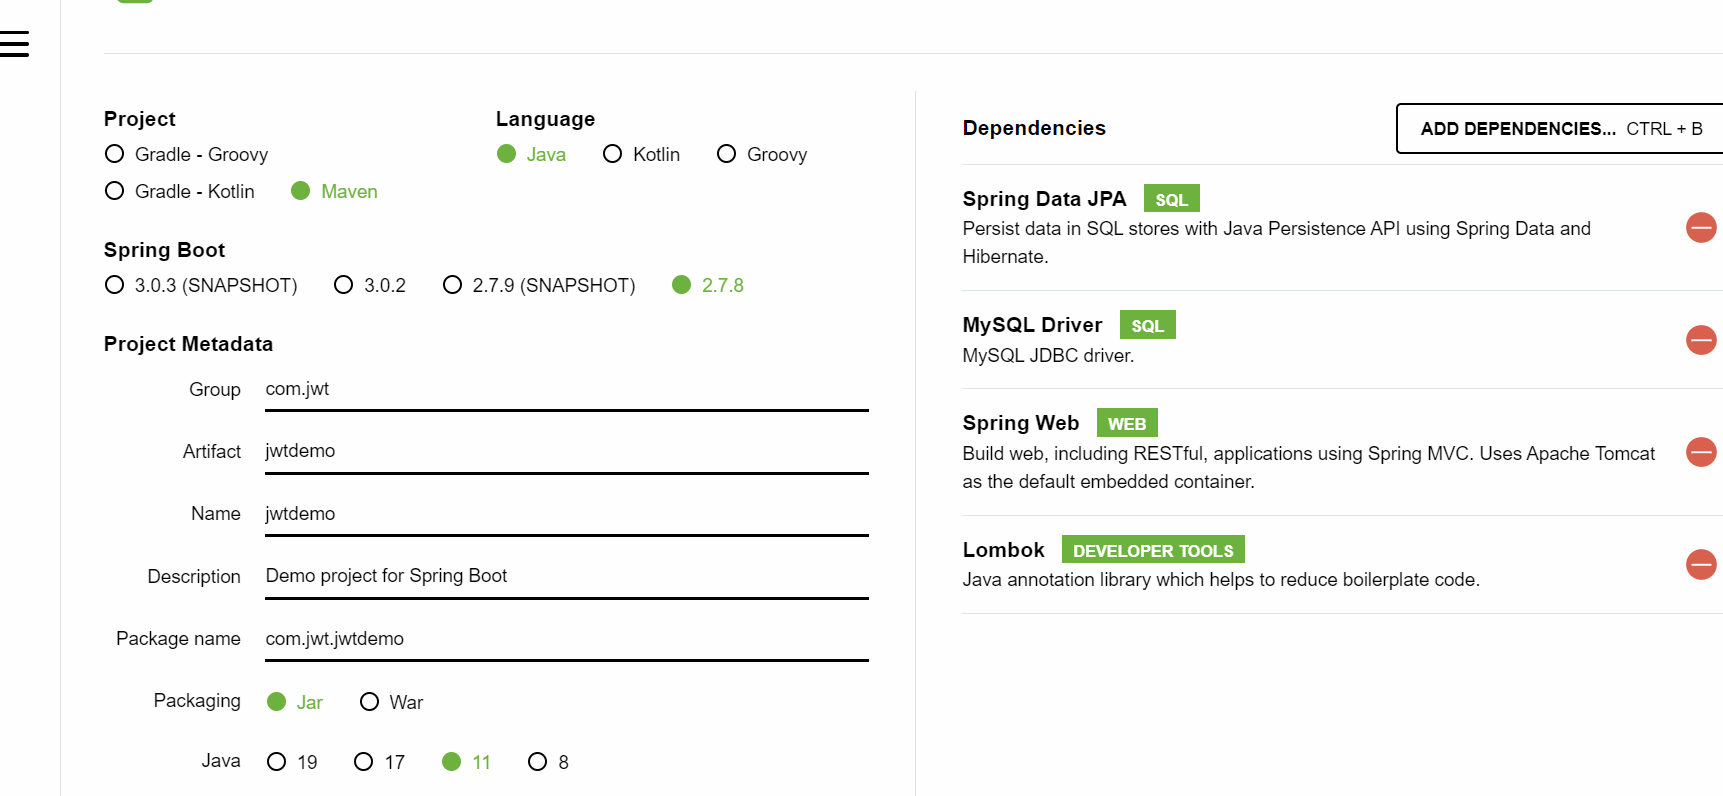 Project
Gradle - Groovy
Gradle - Kotlin Maven
Language
Java Kotlin Groovy
Spring Boot
3.0.3 (SNAPSHOT) 3.0.2 2.7.9 (SNAPSHOT) 2.7.8
Project Metadata
Group com.jwt
Artifact jwtdemo
Name jwtdemo
Description Demo project for Spring Boot
Package name com.jwt.jwtdemo
Packaging Jar War
Java 19 17 11 8
Dependencies
ADD DEPENDENCIES... CTRL + B
Spring Data JPA SQL
Persist data in SQL stores with Java Persistence API using Spring Data and
Hibernate.
MySQL Driver SQL
MySQL JDBC driver.
Spring Web WEB
Build web, including RESTful, applications using Spring MVC. Uses Apache Tomcat
as the default embedded container.
Lombok DEVELOPER TOOLS
Java annotation library which helps to reduce boilerplate code.